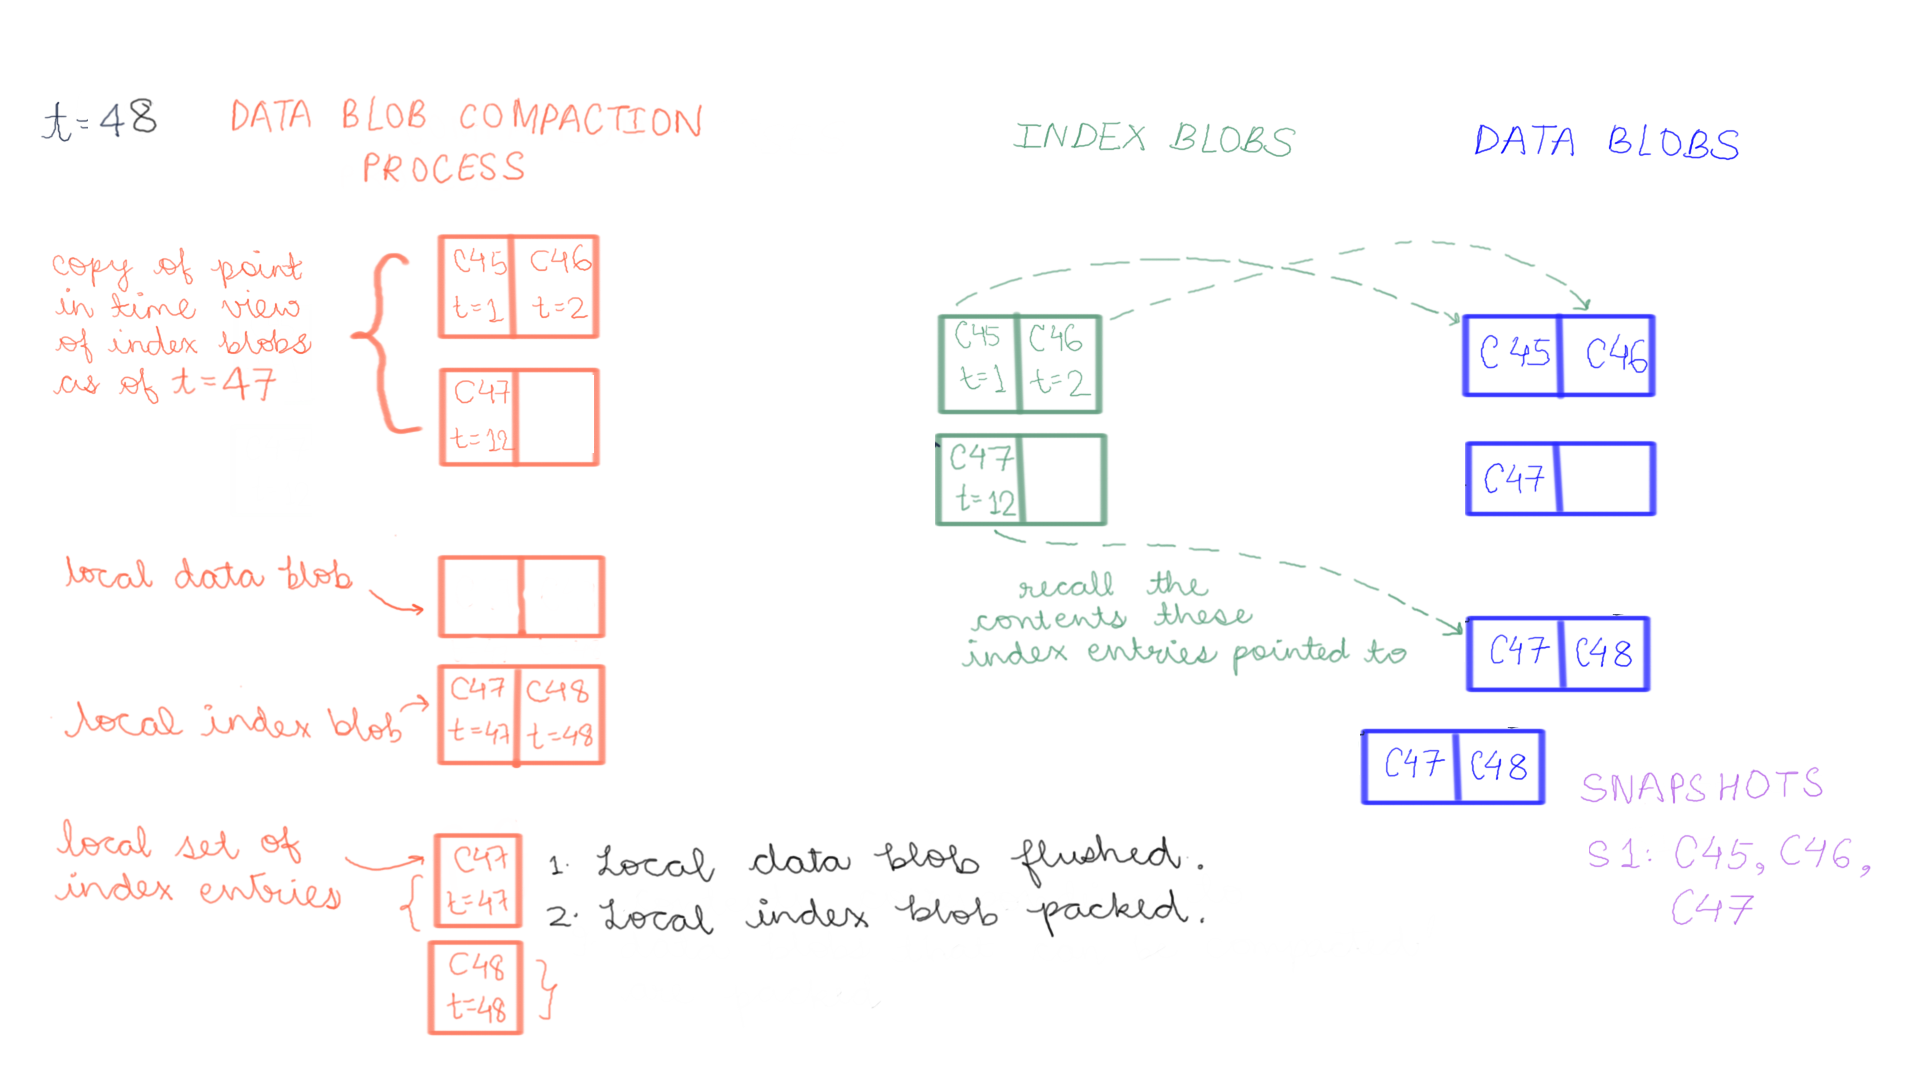 t=48
DATA BLOB COMPACTION
PROCESS
copy of point
in time view
of index blobs
as of t=47
C45 C46
t=1 t=2
C47
t=12
local data blob
local index blob
C47 C48
t=47 t=48
local set of
index entries
C47
t=47
C48
t=48
1. Local data blob flushed.
2. Local index blob packed.
INDEX BLOBS
C45 C46
t=1 t=2
C47
t=12
recall the
contents these
index entries pointed to
DATA BLOBS
C45 C46
C47
C47 C48
C47 C48
SNAPSHOTS
S1: C45, C46,
C47